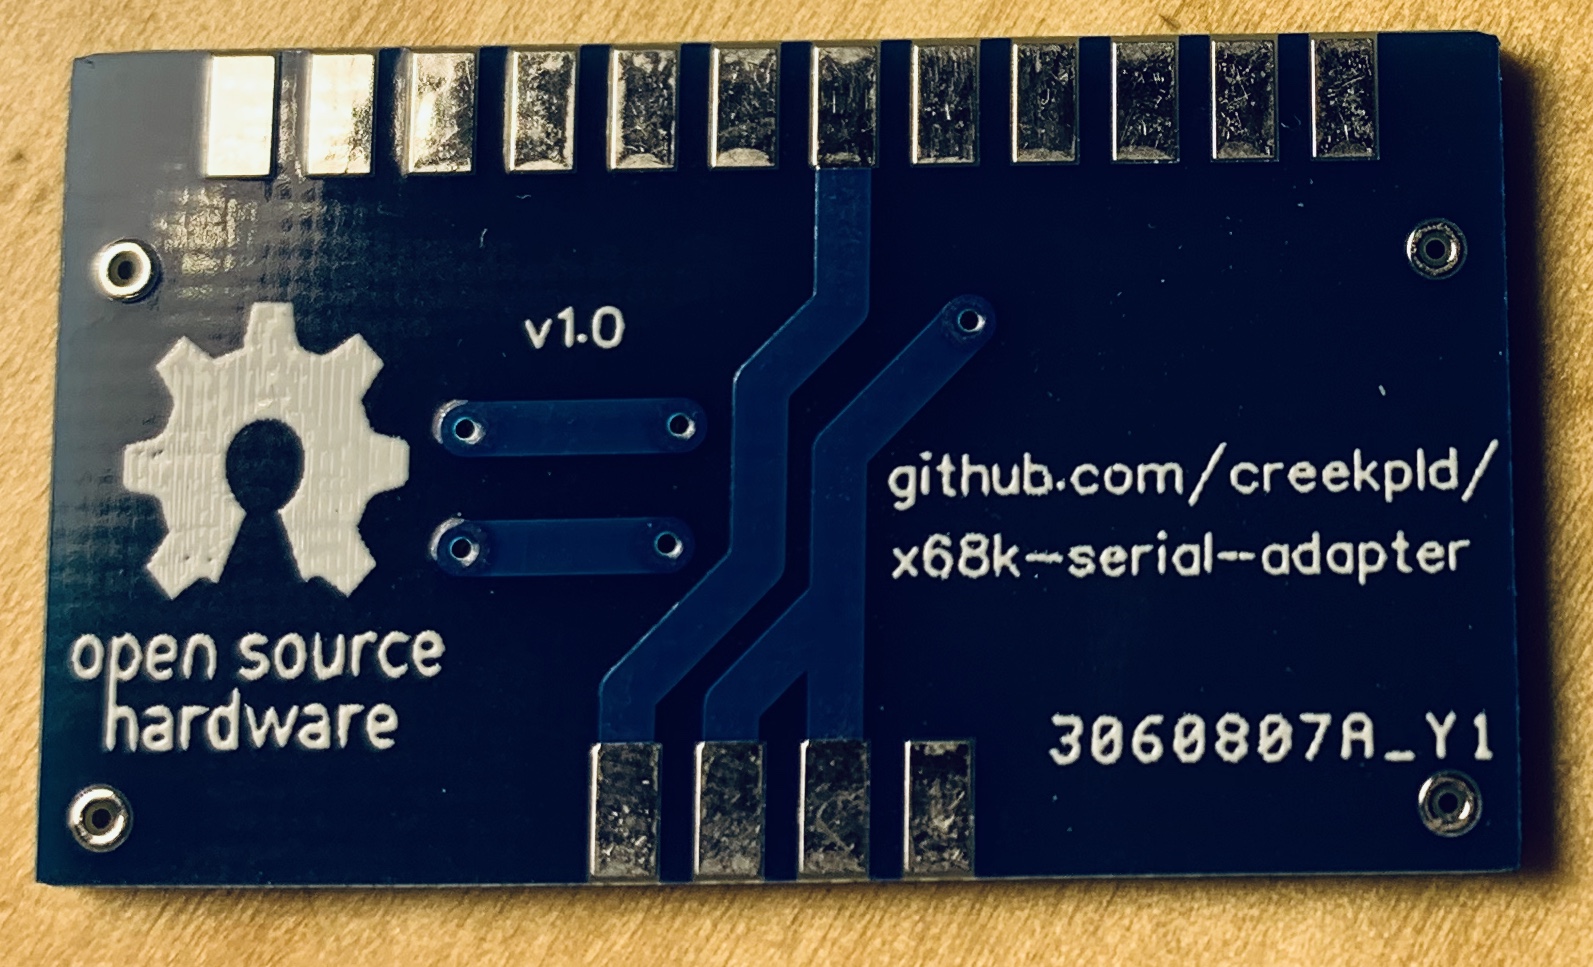 v1.0
github.com/creekpld/
x68k-serial-adapter
open source
hardware
3060807A_Y1